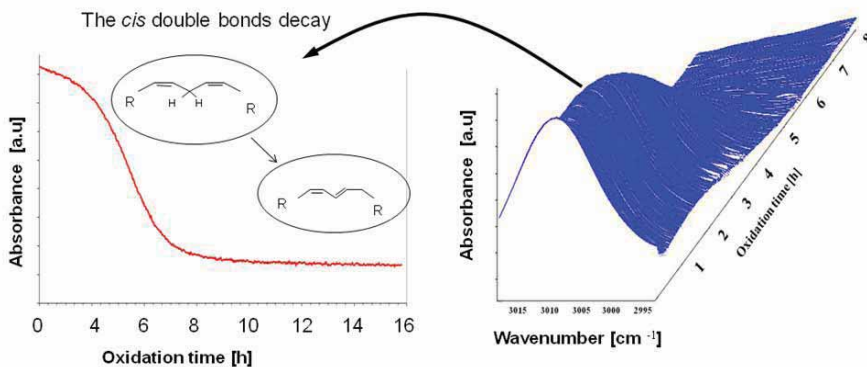 The cis double bonds decay
Absorbance [a.u]
R
H H
R
R
R
0 4 6 8 10 12 14 16
Oxidation time [h]
Absorbance [a.u]
3015 3010 3005 3000 2995
Wavenumber [cm -1]
1 2 3 4 5 6 7 8
Oxidation time [h]